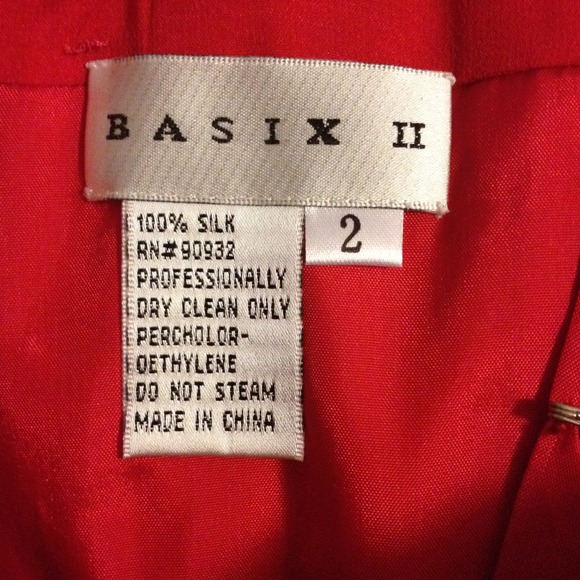 BASIX II
2
100% SILK
RN#90932
PROFESSIONALLY
DRY CLEAN ONLY
PERCHOLOR-
OETHYLENE
DO NOT STEAM
MADE IN CHINA